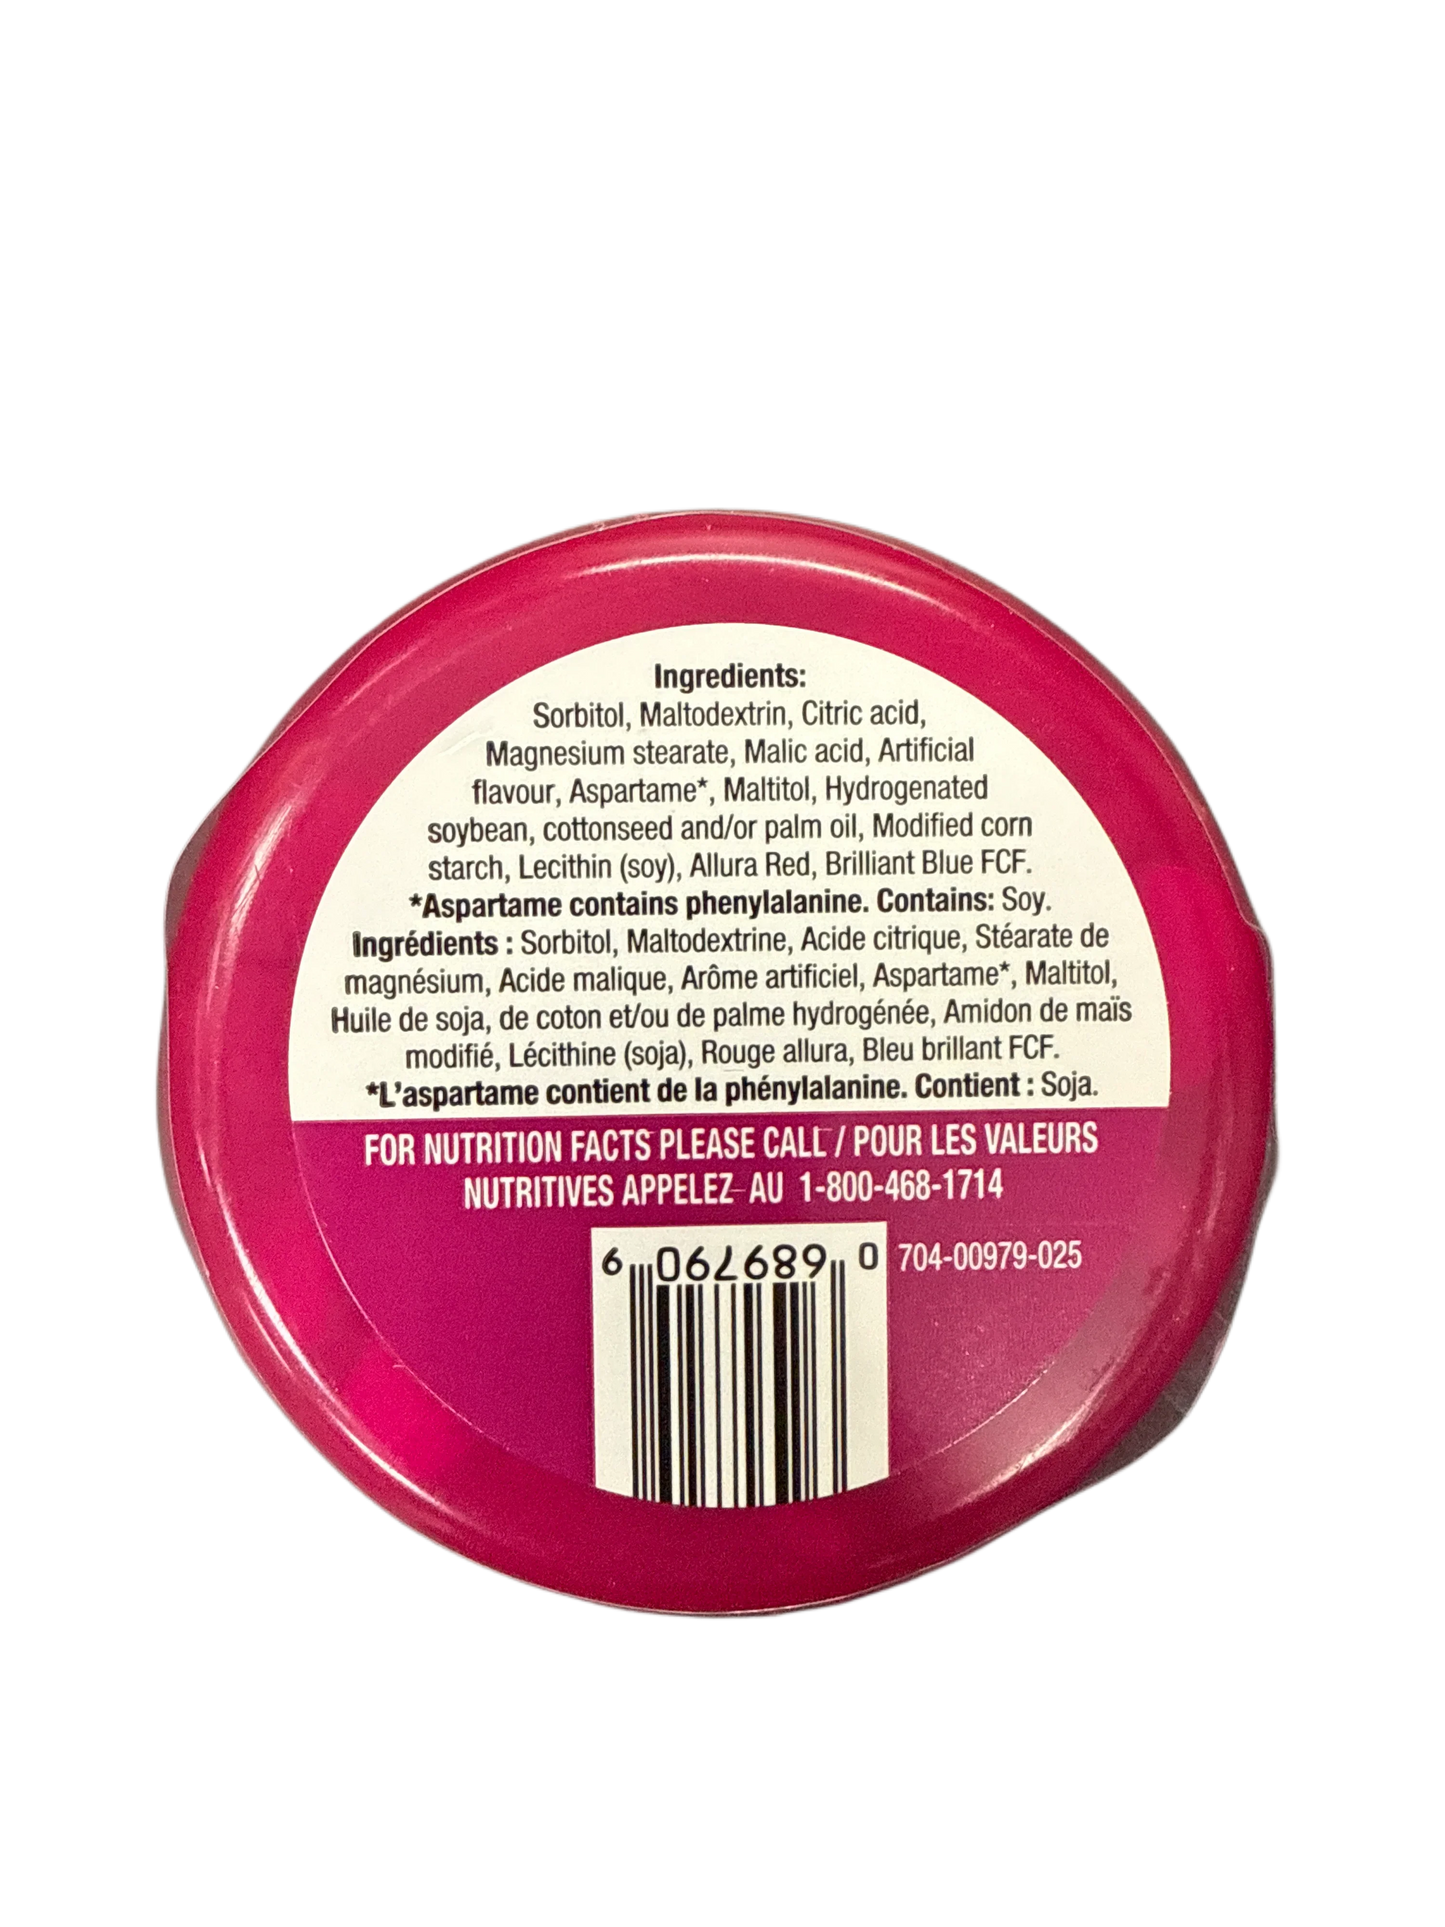 Ingredients:
Sorbitol, Maltodextrin, Citric acid,
Magnesium stearate, Malic acid, Artificial
flavour, Aspartame*, Maltitol, Hydrogenated
soybean, cottonseed and/or palm oil, Modified corn
starch, Lecithin (soy), Allura Red, Brilliant Blue FCF.
*Aspartame contains phenylalanine. Contains: Soy.
Ingrédients : Sorbitol, Maltodextrine, Acide citrique, Stéarate de
magnésium, Acide malique, Arôme artificiel, Aspartame*, Maltitol,
Huile de soja, de coton et/ou de palme hydrogénée, Amidon de maïs
modifié, Lécithine (soja), Rouge allura, Bleu brillant FCF.
*L'aspartame contient de la phénylalanine. Contient : Soja.
FOR NUTRITION FACTS PLEASE CALL / POUR LES VALEURS
NUTRITIVES APPELEZ AU 1-800-468-1714
0 689790 9
704-00979-025